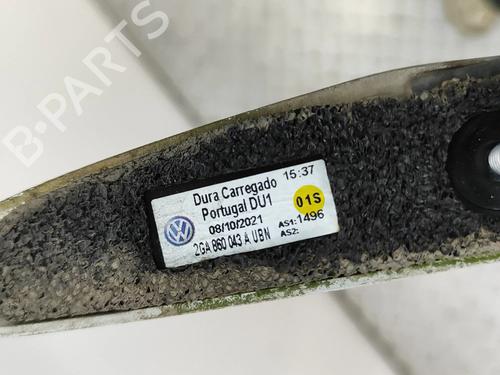 B-PARTS
Dura Carregado 15:37
Portugal DU1 01S
08/10/2021 AS1:1496
2GA 860 043 A UBN AS2: